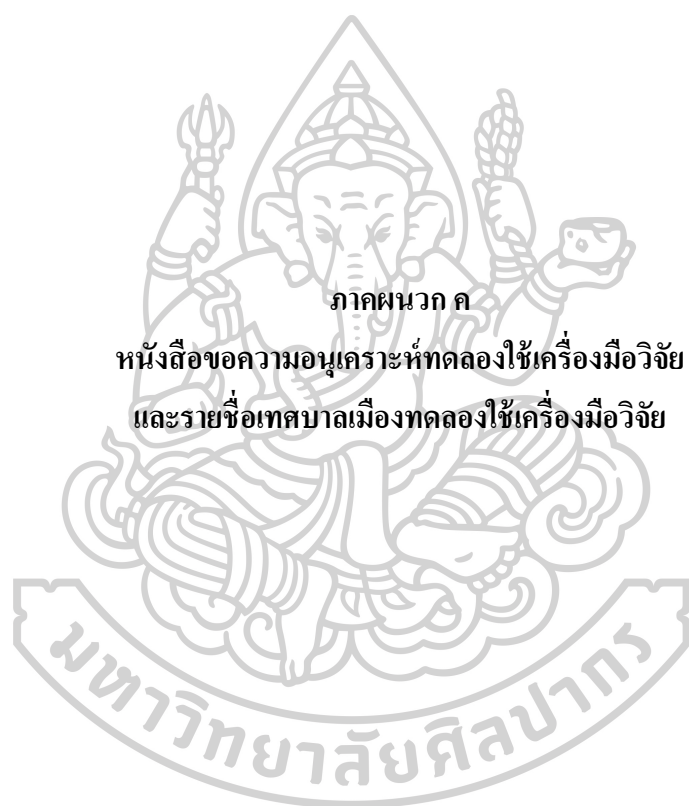 ภาคผนวก ค
หนังสือขอความอนุเคราะห์ทดลองใช้เครื่องมือวิจัย
และรายชื่อเทศบาลเมืองทดลองใช้เครื่องมือวิจัย
มหาวิทยาลัยศิลปากร